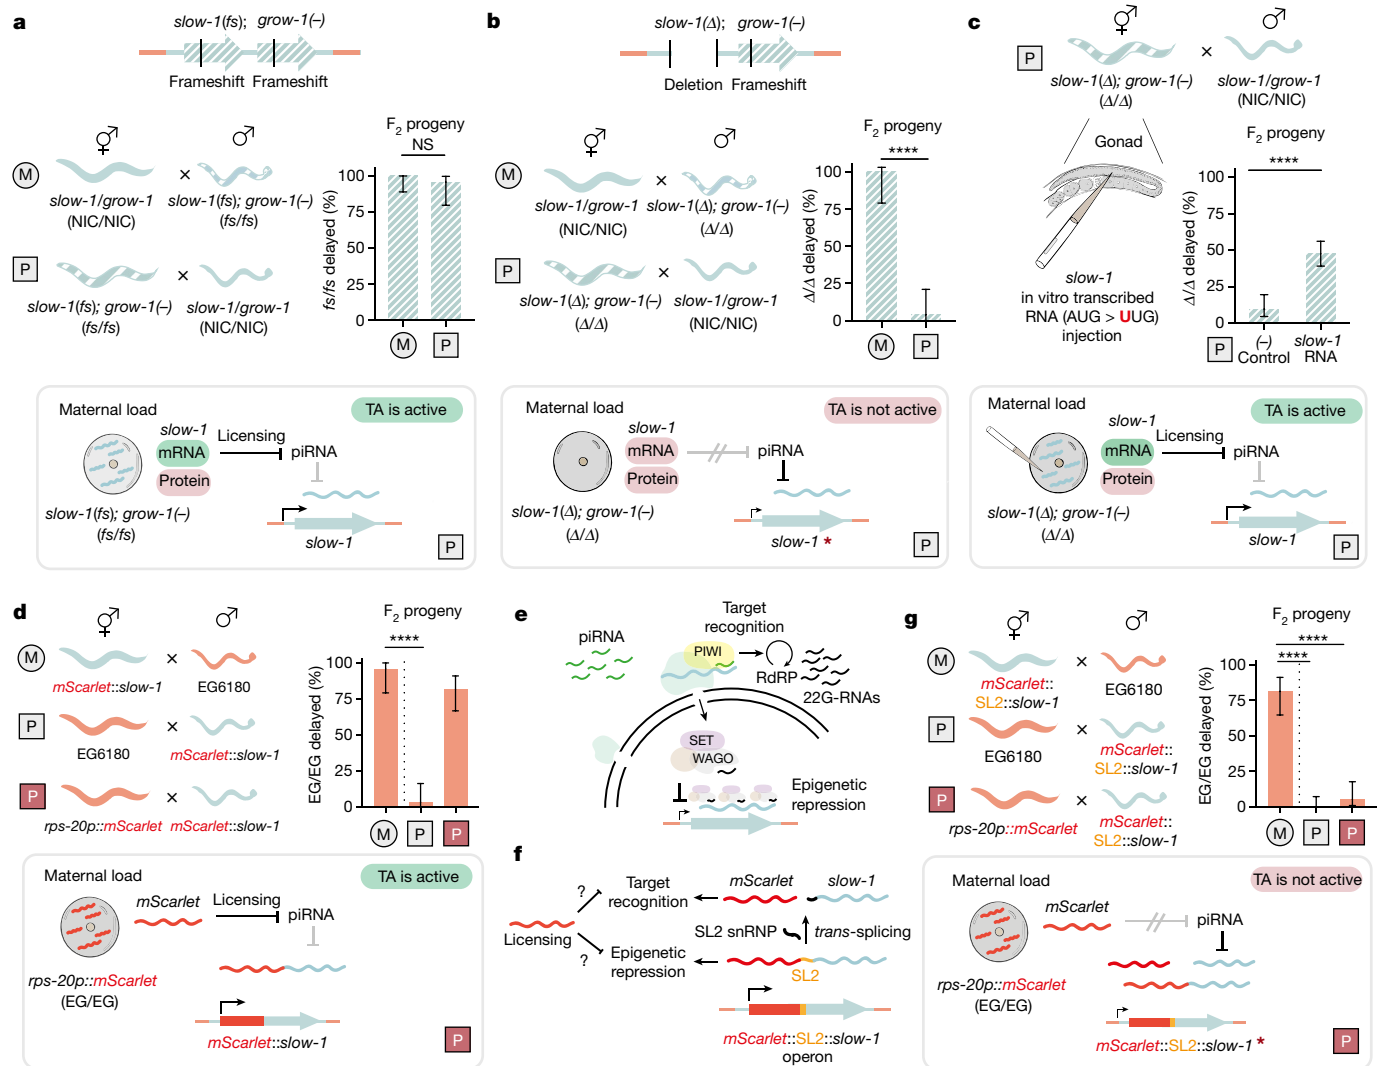 a
slow-1(fs); grow-1(–)
Frameshift Frameshift
F2 progeny
NS
M
slow-1/grow-1
(NIC/NIC)
×
slow-1(fs); grow-1(–)
(fs/fs)
P
slow-1(fs); grow-1(–)
(fs/fs)
×
slow-1/grow-1
(NIC/NIC)
fs/fs delayed (%)
100
75
50
25
0
M P
Maternal load
TA is active
slow-1
mRNA
Protein
Licensing
piRNA
slow-1(fs); grow-1(–)
(fs/fs)
slow-1
P
b
slow-1(Δ); grow-1(–)
Deletion Frameshift
F2 progeny
****
M
slow-1/grow-1
(NIC/NIC)
×
slow-1(Δ); grow-1(–)
(Δ/Δ)
P
slow-1(Δ); grow-1(–)
(Δ/Δ)
×
slow-1/grow-1
(NIC/NIC)
Δ/Δ delayed (%)
100
75
50
25
0
M P
Maternal load
TA is not active
slow-1
mRNA
Protein
piRNA
slow-1(Δ); grow-1(–)
(Δ/Δ)
slow-1 *
P
c
P
×
slow-1(Δ); grow-1(–)
(Δ/Δ)
slow-1/grow-1
(NIC/NIC)
Gonad
slow-1
in vitro transcribed
RNA (AUG > UUG)
injection
F2 progeny
****
Δ/Δ delayed (%)
100
75
50
25
0
P
(–)
Control
slow-1
RNA
Maternal load
TA is active
slow-1
mRNA
Protein
Licensing
piRNA
slow-1(Δ); grow-1(–)
(Δ/Δ)
slow-1
P
d
M
mScarlet::slow-1
×
EG6180
P
EG6180
×
mScarlet::slow-1
P
rps-20p::mScarlet
×
mScarlet::slow-1
F2 progeny
****
EG/EG delayed (%)
100
75
50
25
0
M P P
Maternal load
TA is active
mScarlet
Licensing
piRNA
rps-20p::mScarlet
(EG/EG)
mScarlet::slow-1
P
e
piRNA
Target
recognition
PIWI
RdRP
22G-RNAs
SET
WAGO
Epigenetic
repression
f
Licensing
?
?
Target
recognition
mScarlet
slow-1
SL2 snRNP
trans-splicing
Epigenetic
repression
SL2
mScarlet::SL2::slow-1
operon
g
M
mScarlet::
SL2::slow-1
×
EG6180
P
EG6180
×
mScarlet::
SL2::slow-1
P
rps-20p::mScarlet
×
mScarlet::
SL2::slow-1
F2 progeny
****
****
EG/EG delayed (%)
100
75
50
25
0
M P P
Maternal load
TA is not active
mScarlet
piRNA
rps-20p::mScarlet
(EG/EG)
mScarlet::SL2::slow-1 *
P